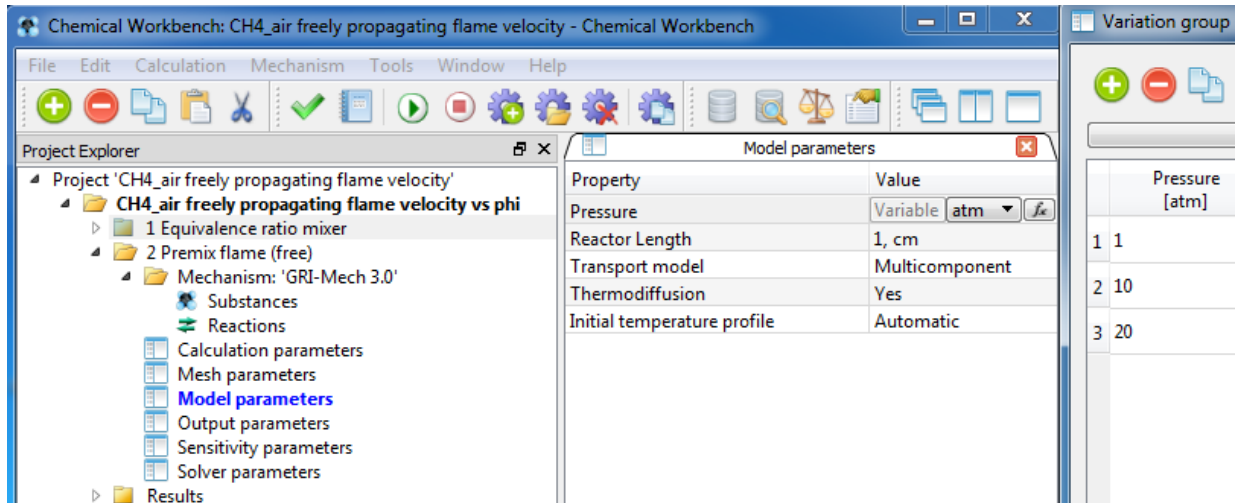 Chemical Workbench: CH4_air freely propagating flame velocity - Chemical Workbench
File Edit Calculation Mechanism Tools Window Help
Project Explorer
Project 'CH4_air freely propagating flame velocity'
CH4_air freely propagating flame velocity vs phi
1 Equivalence ratio mixer
2 Premix flame (free)
Mechanism: 'GRI-Mech 3.0'
Substances
Reactions
Calculation parameters
Mesh parameters
Model parameters
Output parameters
Sensitivity parameters
Solver parameters
Results
Model parameters
Property Value
Pressure Variable atm fx
Reactor Length 1, cm
Transport model Multicomponent
Thermodiffusion Yes
Initial temperature profile Automatic
Variation group
Pressure
[atm]
1 1
2 10
3 20